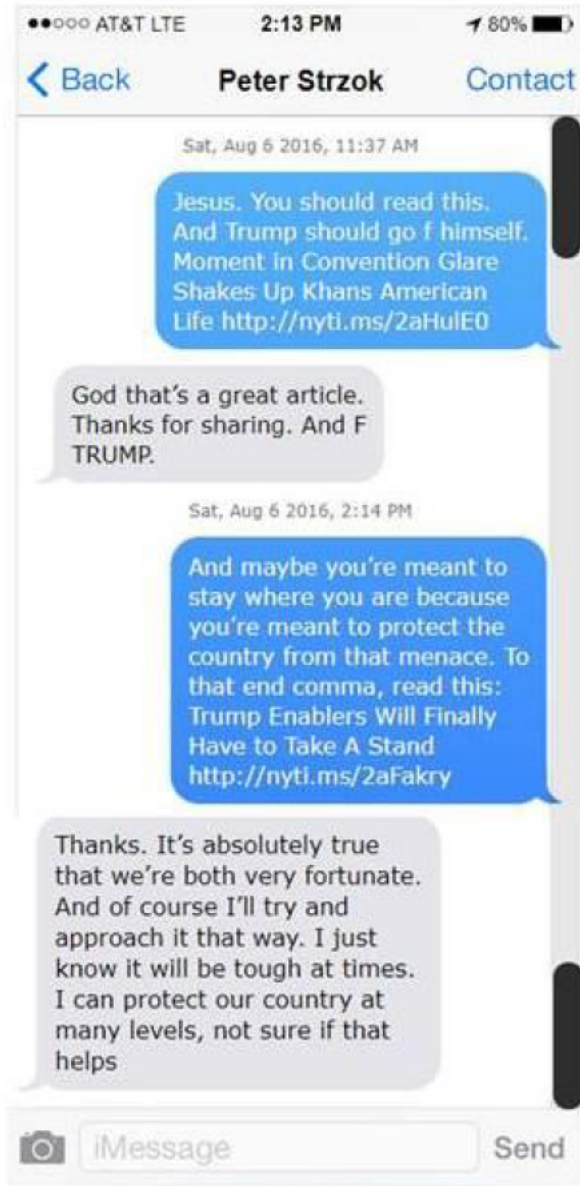 AT&T LTE 2:13 PM 80%
Back Peter Strzok Contact
Sat, Aug 6 2016, 11:37 AM
Jesus. You should read this.
And Trump should go f himself.
Moment in Convention Glare
Shakes Up Khans American
Life http://nyti.ms/2aHulE0
God that's a great article.
Thanks for sharing. And F
TRUMP.
Sat, Aug 6 2016, 2:14 PM
And maybe you're meant to
stay where you are because
you're meant to protect the
country from that menace. To
that end comma, read this:
Trump Enablers Will Finally
Have to Take A Stand
http://nyti.ms/2aFakry
Thanks. It's absolutely true
that we're both very fortunate.
And of course I'll try and
approach it that way. I just
know it will be tough at times.
I can protect our country at
many levels, not sure if that
helps
iMessage Send